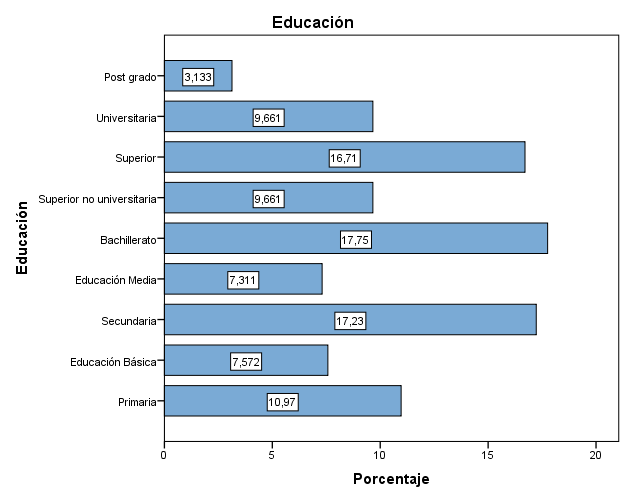 Educación
Educación
Post grado
3,133
Universitaria
9,661
Superior
16,71
Superior no universitaria
9,661
Bachillerato
17,75
Educación Media
7,311
Secundaria
17,23
Educación Básica
7,572
Primaria
10,97
0
5
10
15
20
Porcentaje